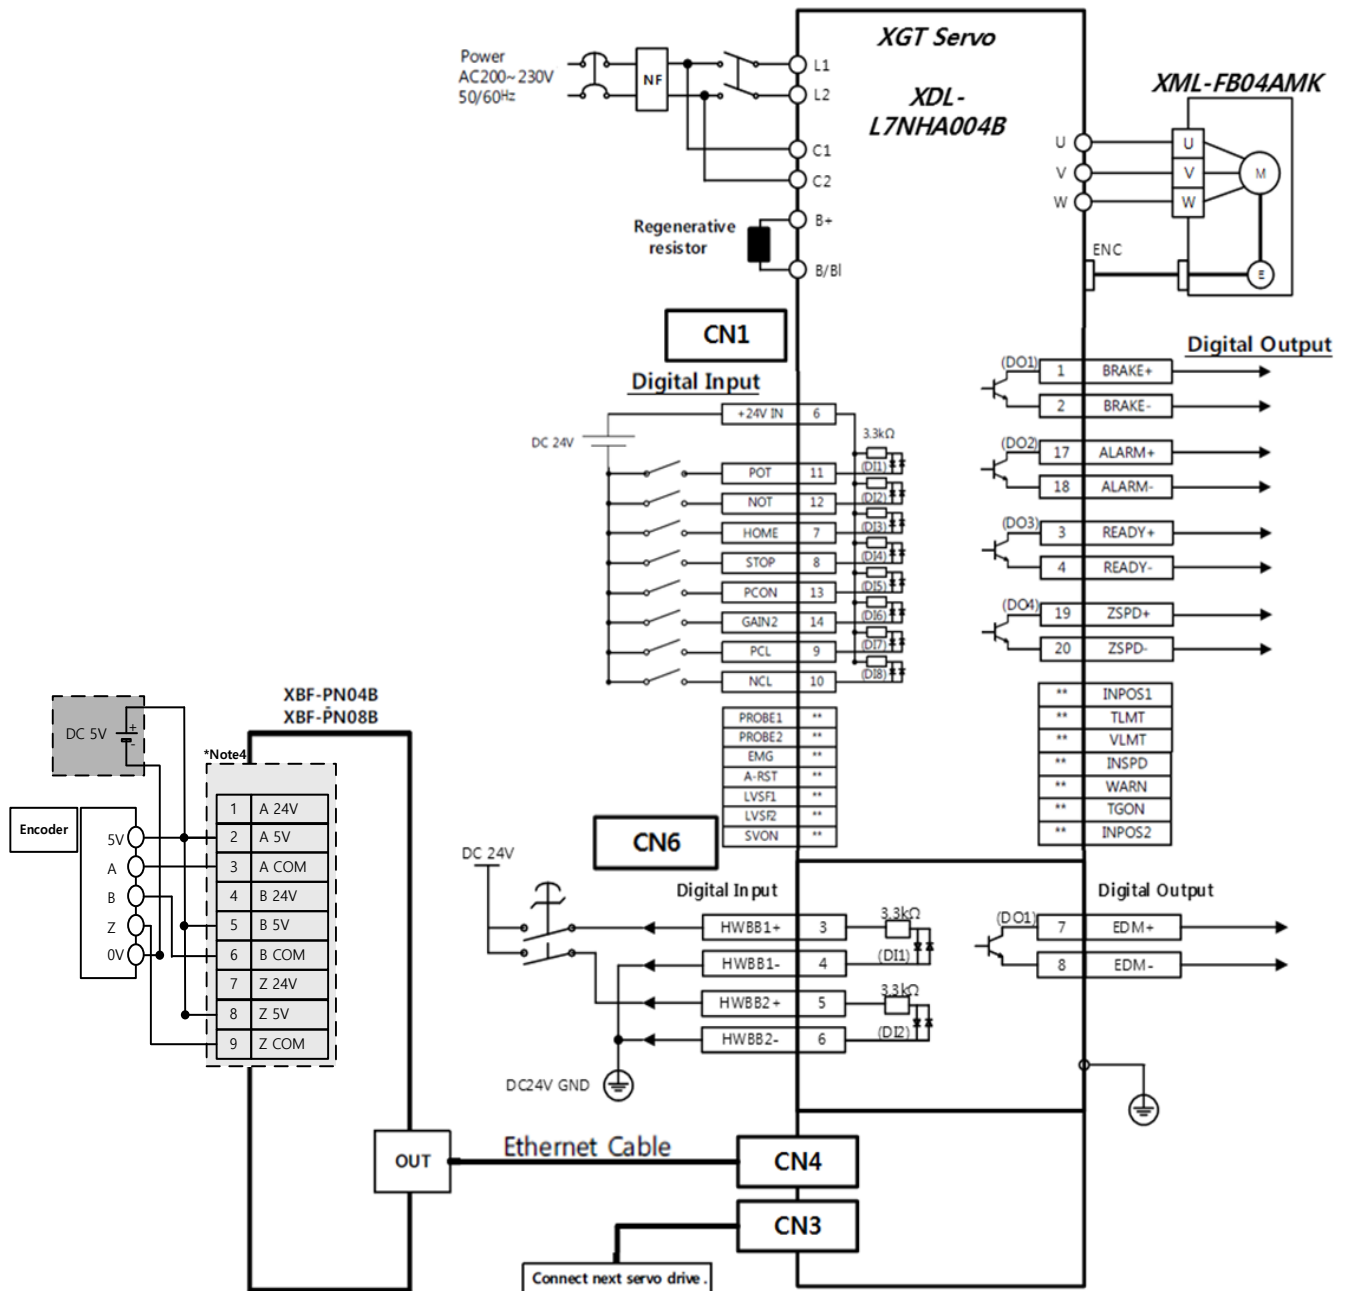 XGT Servo
XDL-
L7NHA004B
Power
AC200~230V
50/60Hz
NF
L1
L2
C1
C2
Regenerative
resistor
B+
B/BI
XML-FB04AMK
U
V
W
U
V
W
M
ENC
E
CN1
Digital Input
DC 24V
+24V IN 6
3.3kΩ
POT 11 (DI1)
NOT 12 (DI2)
HOME 7 (DI3)
STOP 8 (DI4)
PCON 13 (DI5)
GAIN2 14 (DI6)
PCL 9 (DI7)
NCL 10 (DI8)
PROBE1 **
PROBE2 **
EMG **
A-RST **
LVSF1 **
LVSF2 **
SVON **
Digital Output
(DO1) 1 BRAKE+
2 BRAKE-
(DO2) 17 ALARM+
18 ALARM-
(DO3) 3 READY+
4 READY-
(DO4) 19 ZSPD+
20 ZSPD-
** INPOS1
** TLMT
** VLMT
** INSPD
** WARN
** TGON
** INPOS2
CN6
DC 24V
Digital Input
HWBB1+ 3 3.3kΩ
HWBB1- 4 (DI1)
HWBB2+ 5 3.3kΩ
HWBB2- 6 (DI2)
DC24V GND
Digital Output
(DO1) 7 EDM+
8 EDM-
XBF-PN04B
XBF-PN08B
DC 5V + -
*Note4
Encoder
5V
A
B
Z
0V
1 A 24V
2 A 5V
3 A COM
4 B 24V
5 B 5V
6 B COM
7 Z 24V
8 Z 5V
9 Z COM
OUT
Ethernet Cable
CN4
CN3
Connect next servo drive .